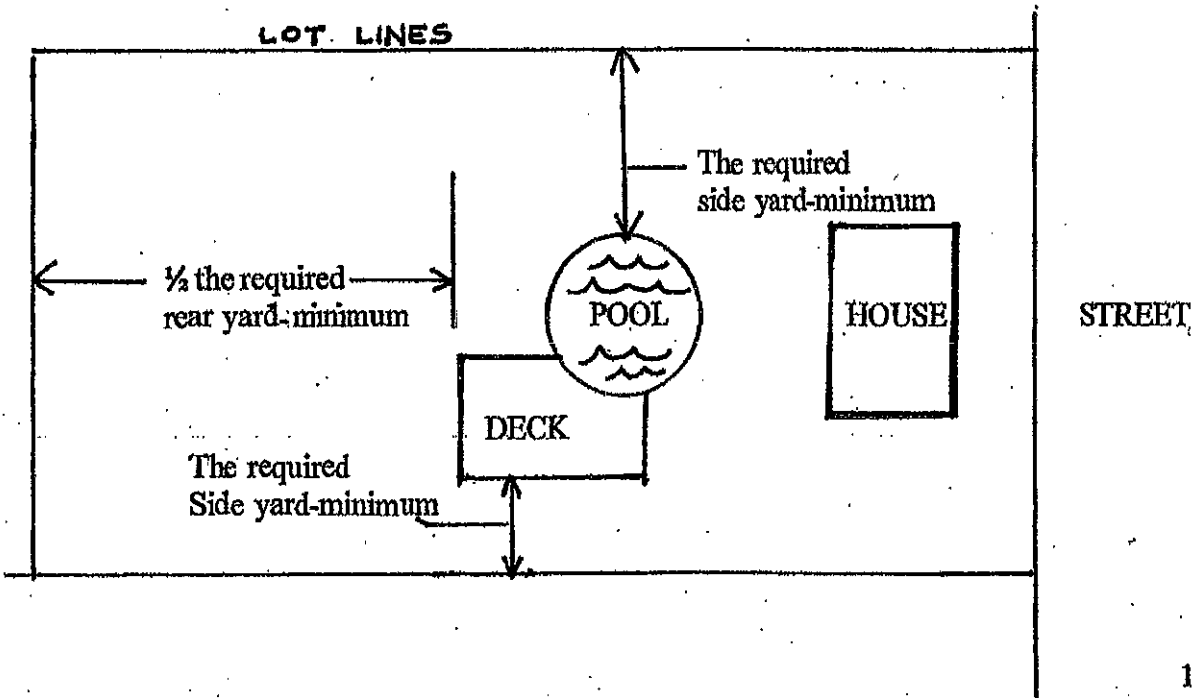 LOT LINES
The required
side yard-minimum
½ the required
rear yard-minimum
POOL
HOUSE
STREET
DECK
The required
Side yard-minimum
1